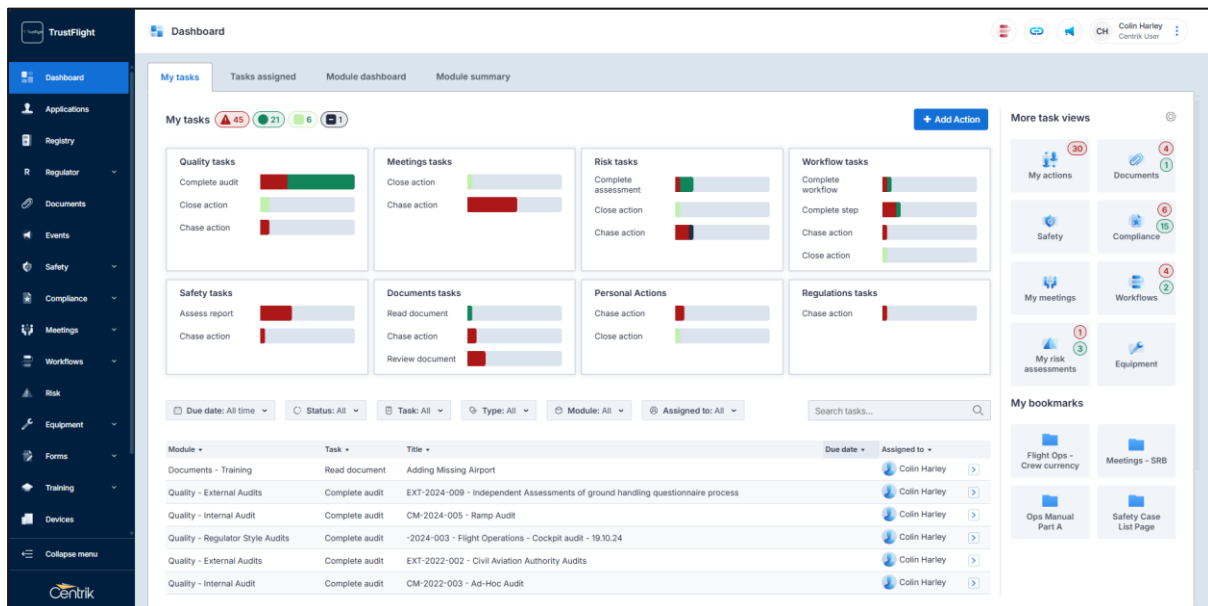 TrustFlight
Dashboard
Colin Harley
CH
Centrik User
Dashboard
Applications
Registry
R Regulator
Documents
Events
Safety
Compliance
Meetings
Workflows
Risk
Equipment
Forms
Training
Devices
Collapse menu
Centrik
My tasks
Tasks assigned
Module dashboard
Module summary
My tasks 45 21 6 1
+ Add Action
Quality tasks
Complete audit
Close action
Chase action
Meetings tasks
Close action
Chase action
Risk tasks
Complete
assessment
Close action
Chase action
Workflow tasks
Complete
workflow
Complete step
Chase action
Close action
Safety tasks
Assess report
Chase action
Documents tasks
Read document
Chase action
Review document
Personal Actions
Chase action
Close action
Regulations tasks
Chase action
Due date: All time
Status: All
Task: All
Type: All
Module: All
Assigned to: All
Search tasks...
Module Task Title Due date Assigned to
Documents - Training Read document Adding Missing Airport Colin Harley
Quality - External Audits Complete audit EXT-2024-009 - Independent Assessments of ground handling questionnaire process Colin Harley
Quality - Internal Audit Complete audit CM-2024-005 - Ramp Audit Colin Harley
Quality - Regulator Style Audits Complete audit -2024-003 - Flight Operations - Cockpit audit - 19.10.24 Colin Harley
Quality - External Audits Complete audit EXT-2022-002 - Civil Aviation Authority Audits Colin Harley
Quality - Internal Audit Complete audit CM-2022-003 - Ad-Hoc Audit Colin Harley
More task views
30
My actions
4
1
Documents
Safety
6
15
Compliance
My meetings
4
2
Workflows
1
3
My risk
assessments
Equipment
My bookmarks
Flight Ops -
Crew currency
Meetings - SRB
Ops Manual
Part A
Safety Case
List Page